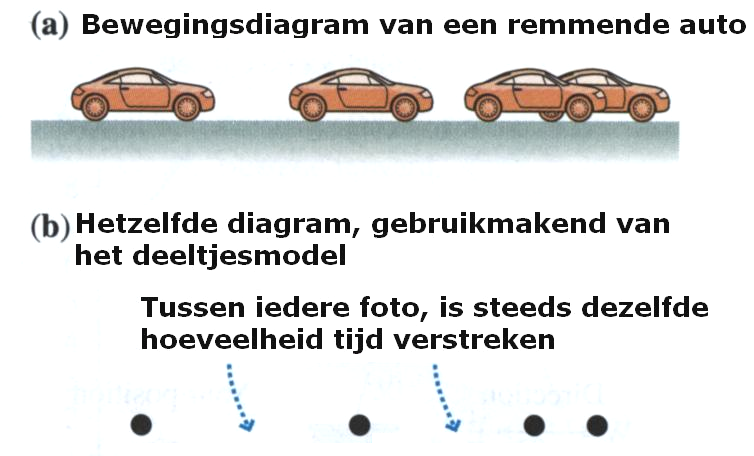 (a) Bewegingsdiagram van een remmende auto
(b) Hetzelfde diagram, gebruikmakend van
het deeltjesmodel
Tussen iedere foto, is steeds dezelfde
hoeveelheid tijd verstreken